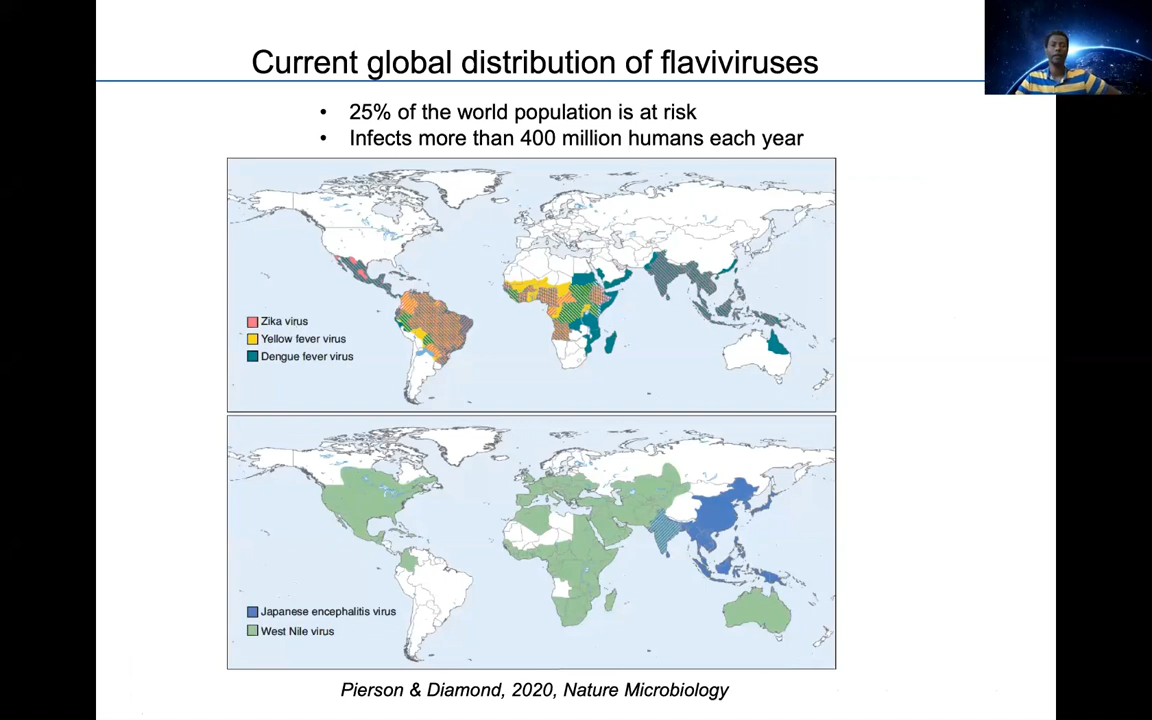 Current global distribution of flaviviruses
• 25% of the world population is at risk
• Infects more than 400 million humans each year
Zika virus
Yellow fever virus
Dengue fever virus
Japanese encephalitis virus
West Nile virus
Pierson & Diamond, 2020, Nature Microbiology